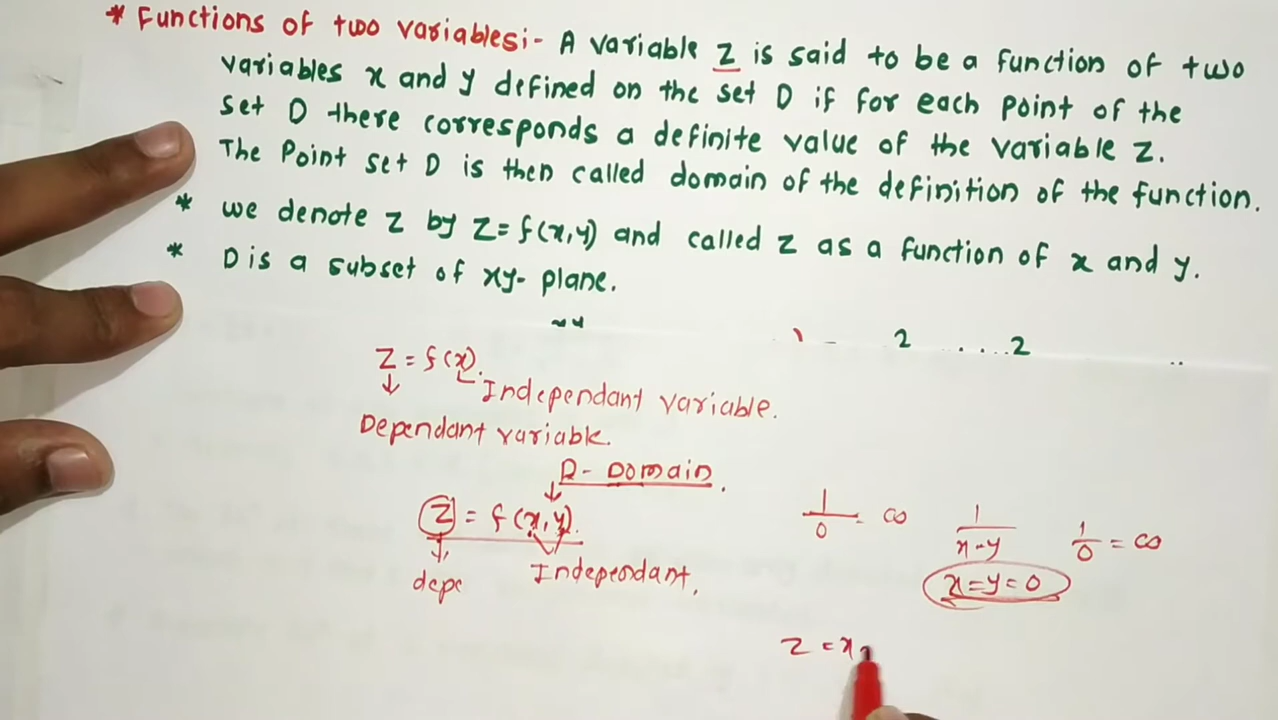 * Functions of two variables:- A variable z is said to be a function of two
variables x and y defined on the set D if for each point of the
set D there corresponds a definite value of the variable z.
The Point set D is then called domain of the definition of the function.
* we denote z by z = f(x,y) and called z as a function of x and y.
* D is a subset of xy- plane.
2 2
z = f(x).
Independant variable.
Dependant variable.
D - Domain.
z = f(x,y).
depe
Independant.
1/0 = ∞
1/x-y
1/0 = ∞
x=y=0
z = x